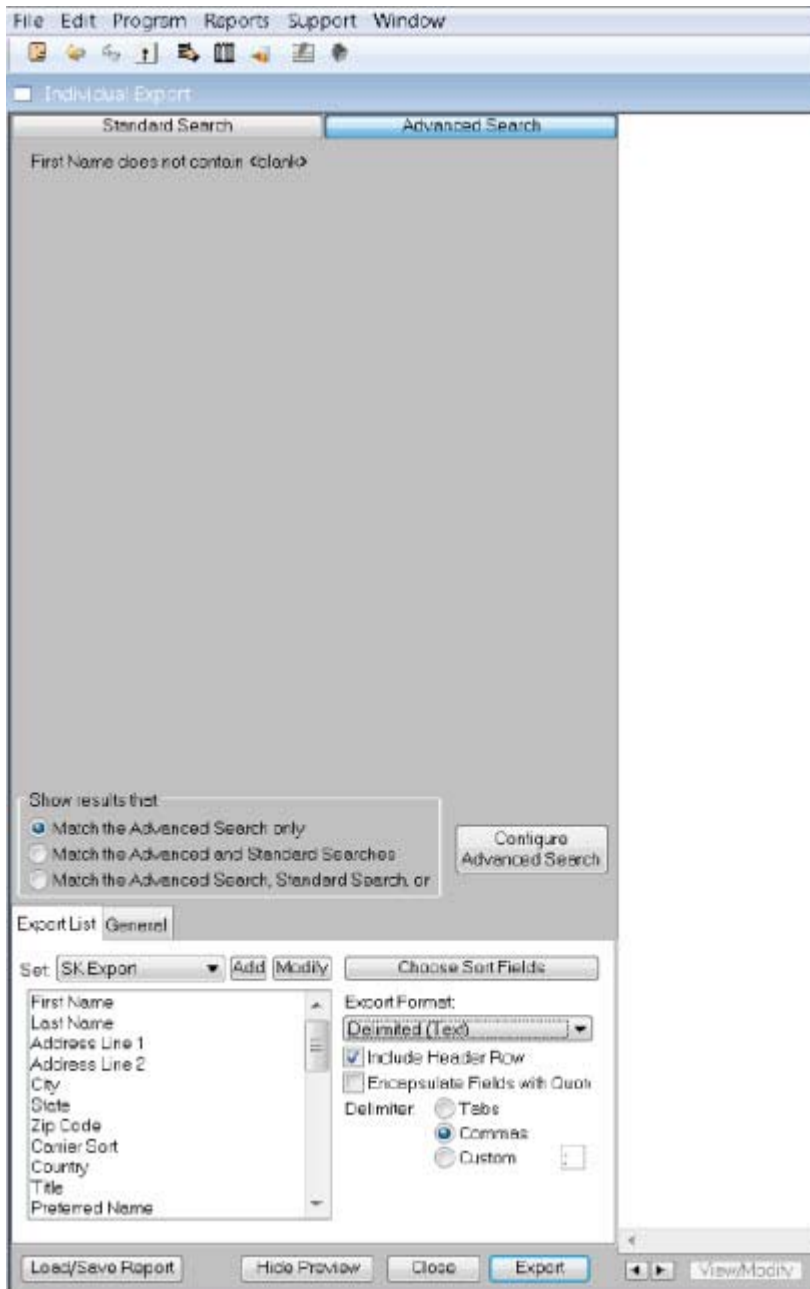 File Edit Program Reports Support Window
Individual Export
Standard Search Advanced Search
First Name does not contain <blank>
Show results that
Match the Advanced Search only
Match the Advanced and Standard Searches
Match the Advanced Search, Standard Search, or
Configure
Advanced Search
Export List General
Set: SK Export Add Modify Choose Sort Fields
First Name
Last Name
Address Line 1
Address Line 2
City
State
Zip Code
Carrier Sort
Country
Title
Preferred Name
Export Format:
Delimited (Text)
Include Header Row
Encapsulate Fields with Quot
Delimiter: Tabs
Commas
Custom
Load/Save Report Hide Preview Close Export View/Modify